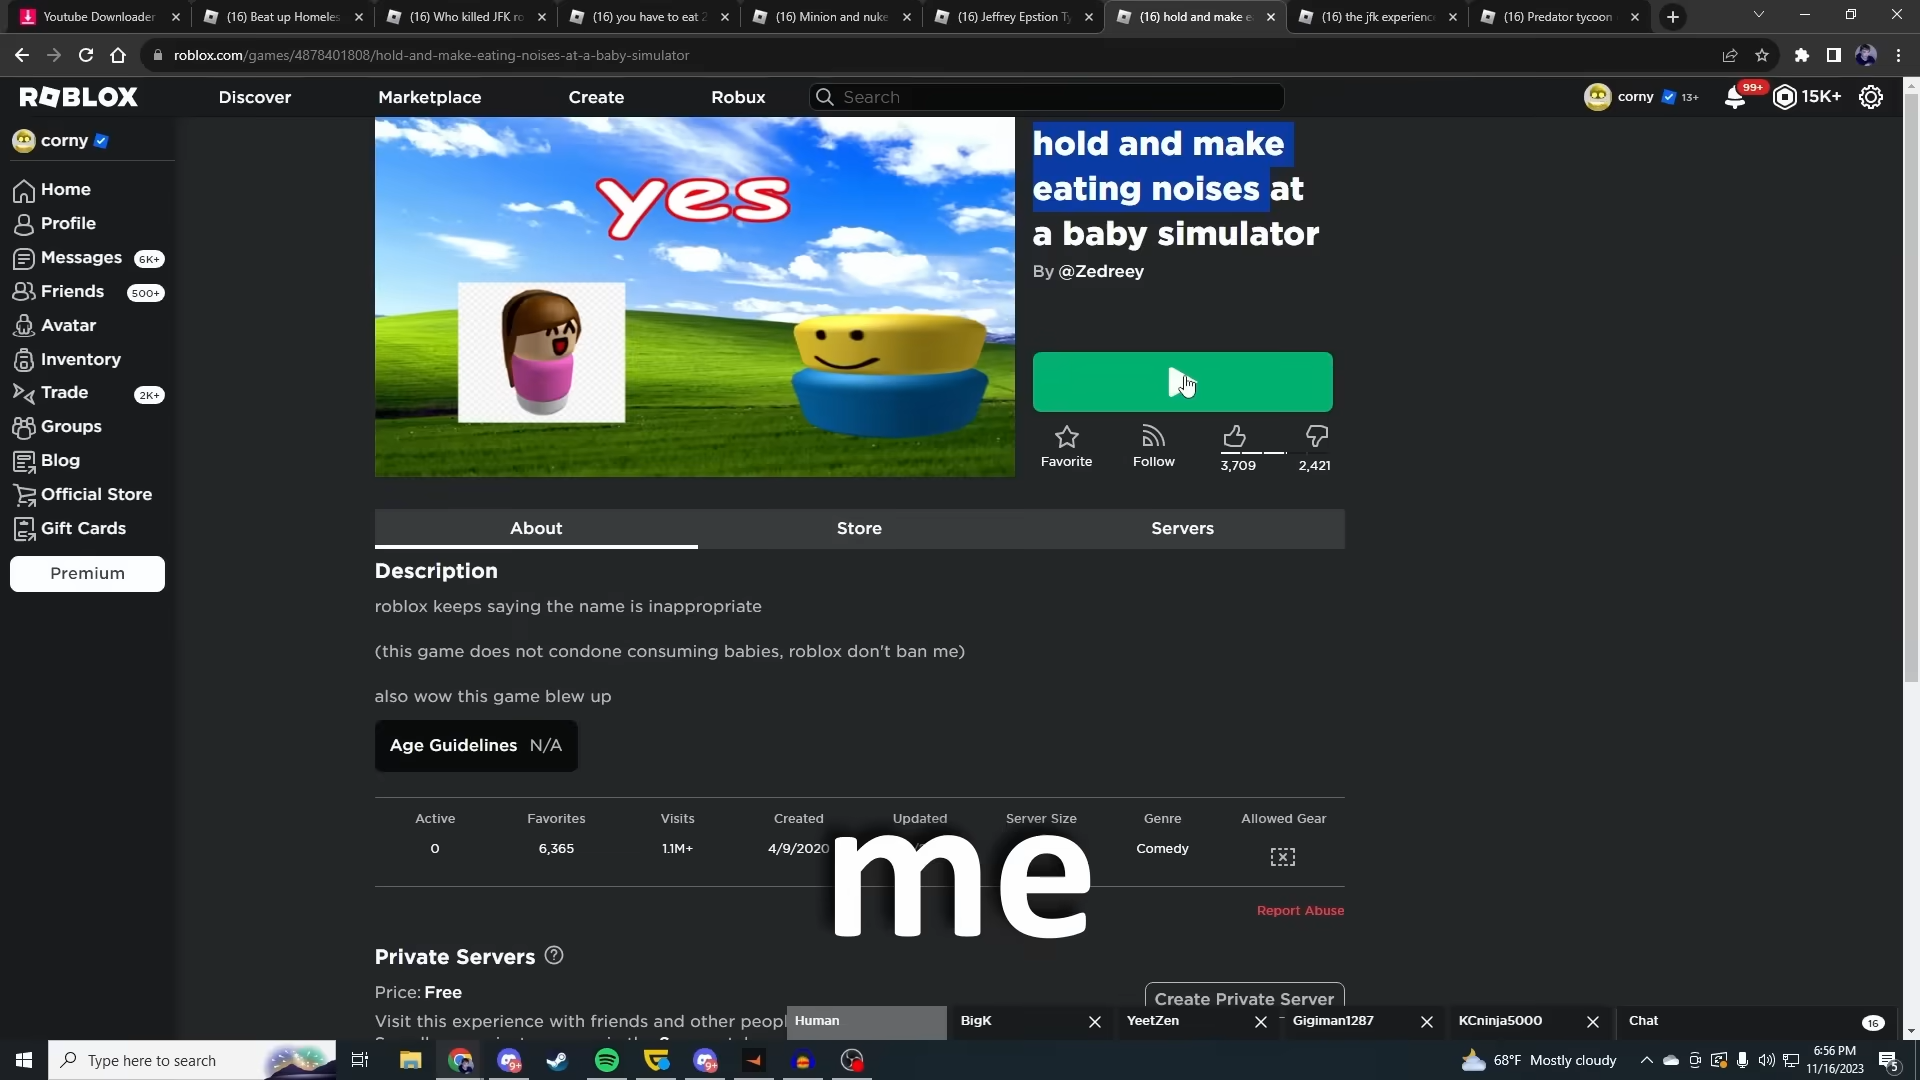 Youtube Downloader
(16) Beat up Homeles
(16) Who killed JFK ro
(16) you have to eat 2
(16) Minion and nuke
(16) Jeffrey Epstion Ty
(16) hold and make e
(16) the jfk experience
(16) Predator tycoon
roblox.com/games/4878401808/hold-and-make-eating-noises-at-a-baby-simulator
ROBLOX
Discover
Marketplace
Create
Robux
Search
corny
13+
99+
15K+
corny
Home
Profile
Messages
6K+
Friends
500+
Avatar
Inventory
Trade
2K+
Groups
Blog
Official Store
Gift Cards
Premium
yes
hold and make
eating noises at
a baby simulator
By @Zedreey
Favorite
Follow
3,709
2,421
About
Store
Servers
Description
roblox keeps saying the name is inappropriate
(this game does not condone consuming babies, roblox don't ban me)
also wow this game blew up
Age Guidelines N/A
Active
Favorites
Visits
Created
Updated
Server Size
Genre
Allowed Gear
0
6,365
1.1M+
4/9/2020
Comedy
me
Report Abuse
Private Servers
Price: Free
Create Private Server
Visit this experience with friends and other peopl
Human
BigK
YeetZen
Gigiman1287
KCninja5000
Chat
16
Type here to search
9+
9+
68°F Mostly cloudy
6:56 PM
11/16/2023
5